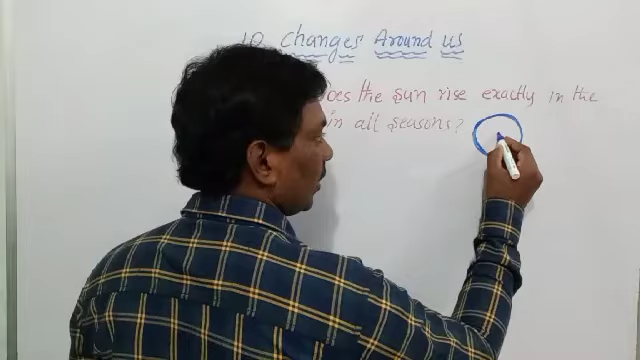 10. Changes Around us
oes the sun rise exactly in the
in all seasons?